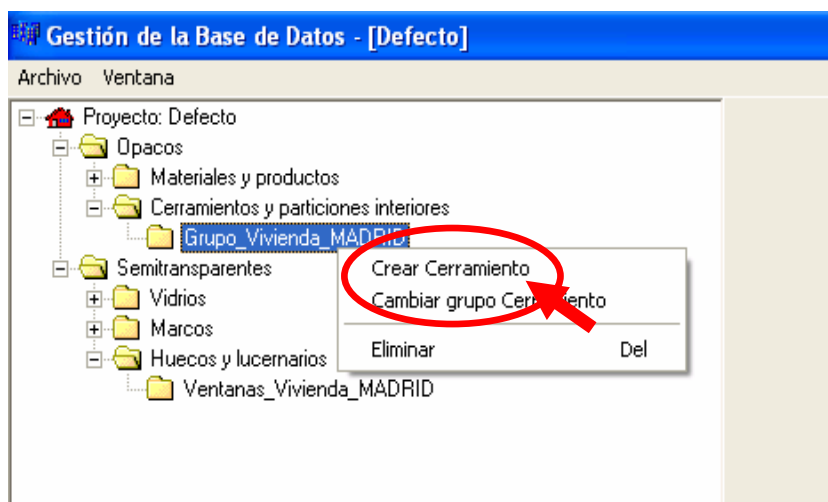 Gestión de la Base de Datos - [Defecto]
Archivo Ventana
Proyecto: Defecto
Opacos
Materiales y productos
Cerramientos y particiones interiores
Grupo_Vivienda_MADRID
Semitransparentes
Crear Cerramiento
Vidrios
Cambiar grupo Cerramiento
Marcos
Huecos y lucernarios
Eliminar Del
Ventanas_Vivienda_MADRID